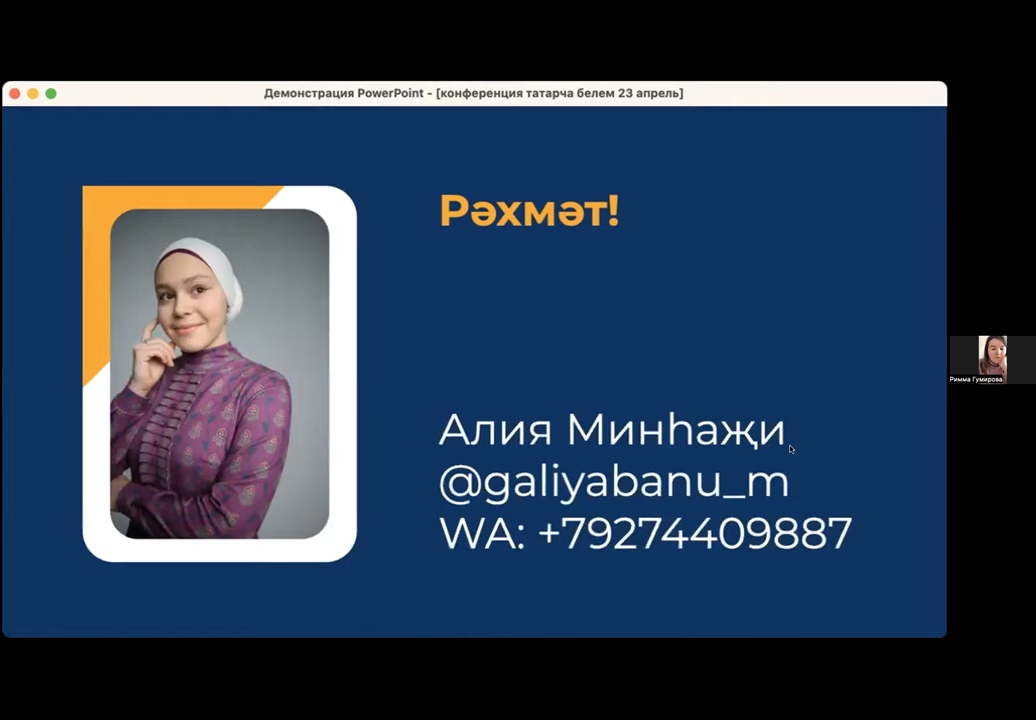 Демонстрация PowerPoint - [конференция татарча белем 23 апрель]
Рәхмәт!
Алия Минһаҗи
@galiyabanu_m
WA: +79274409887
Римма Гумирова